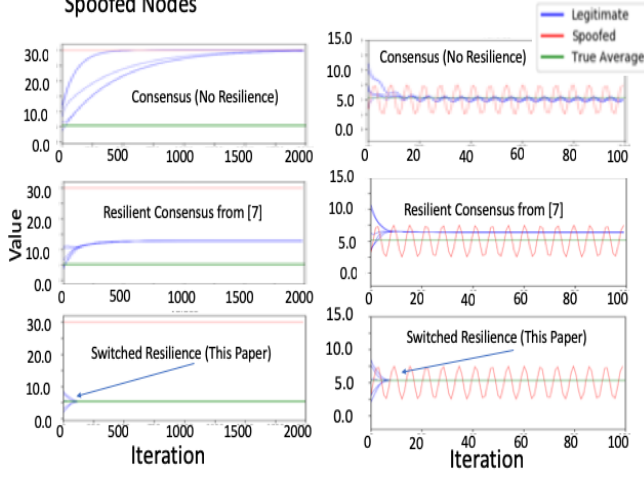 Spoofed Nodes
Legitimate
Spoofed
True Average
30.0
20.0
10.0
0.0
Consensus (No Resilience)
0 500 1000 1500 2000
15.0
10.0
5.0
0.0
Consensus (No Resilience)
0 20 40 60 80 100
Value
30.0
20.0
10.0
0.0
Resilient Consensus from [7]
0 500 1000 1500 2000
15.0
10.0
5.0
0.0
Resilient Consensus from [7]
0 20 40 60 80 100
30.0
20.0
10.0
0.0
Switched Resilience (This Paper)
0 500 1000 1500 2000
Iteration
15.0
10.0
5.0
0.0
Switched Resilience (This Paper)
0 20 40 60 80 100
Iteration